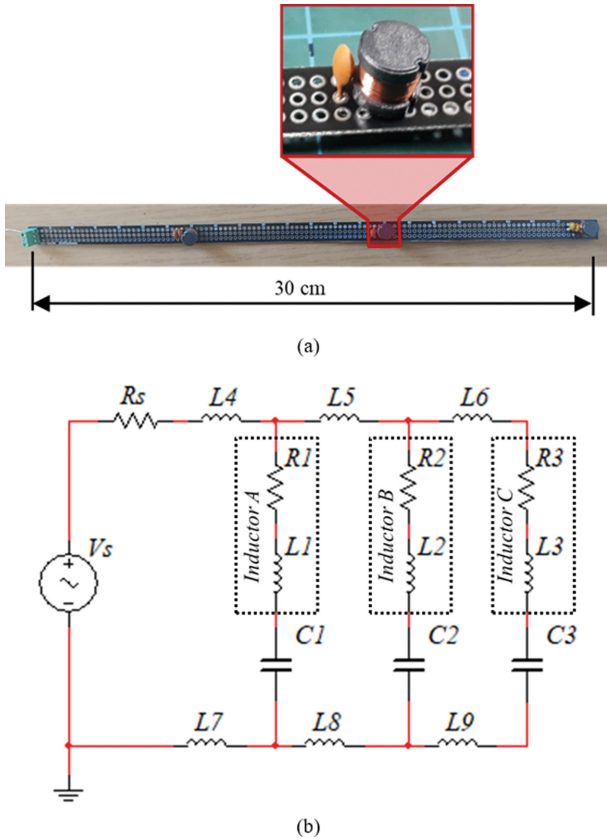 30 cm
(a)
Rs
L4
L5
L6
R1
R2
R3
Inductor A
Inductor B
Inductor C
L1
L2
L3
Vs
C1
C2
C3
L7
L8
L9
(b)